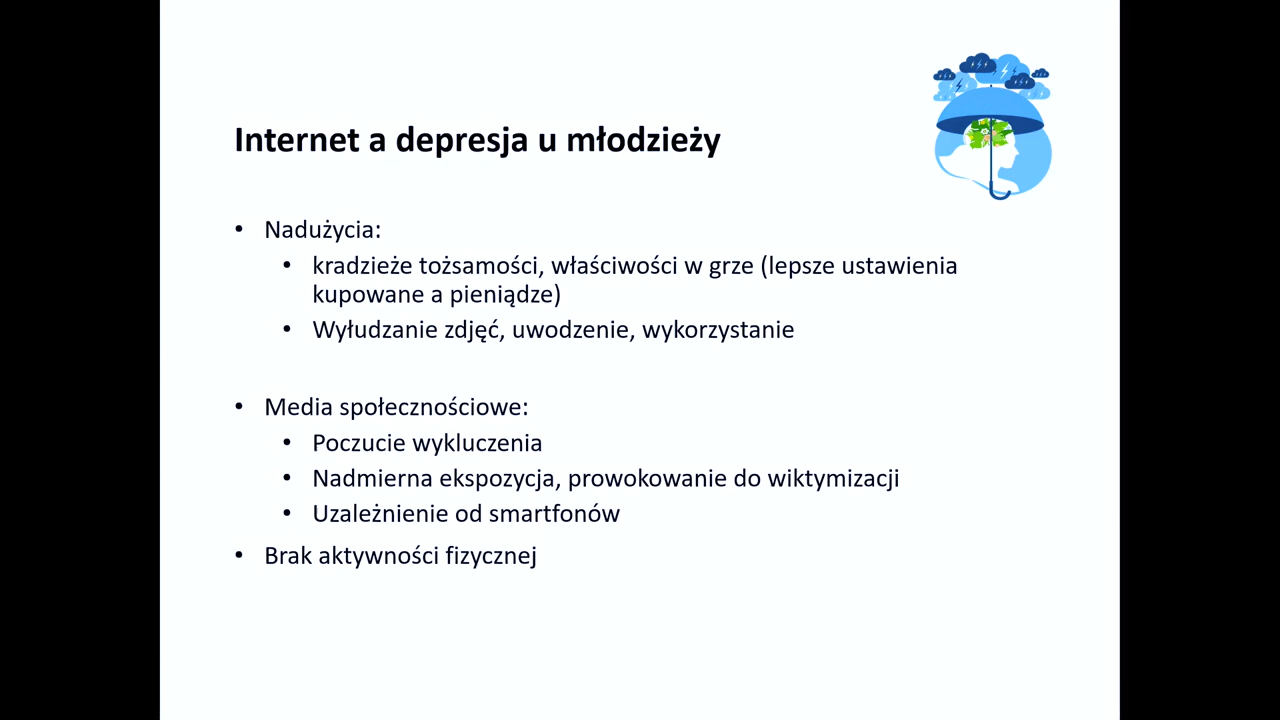 Internet a depresja u młodzieży
• Nadużycia:
• kradzieże tożsamości, właściwości w grze (lepsze ustawienia
kupowane a pieniądze)
• Wyłudzanie zdjęć, uwodzenie, wykorzystanie
• Media społecznościowe:
• Poczucie wykluczenia
• Nadmierna ekspozycja, prowokowanie do wiktymizacji
• Uzależnienie od smartfonów
• Brak aktywności fizycznej